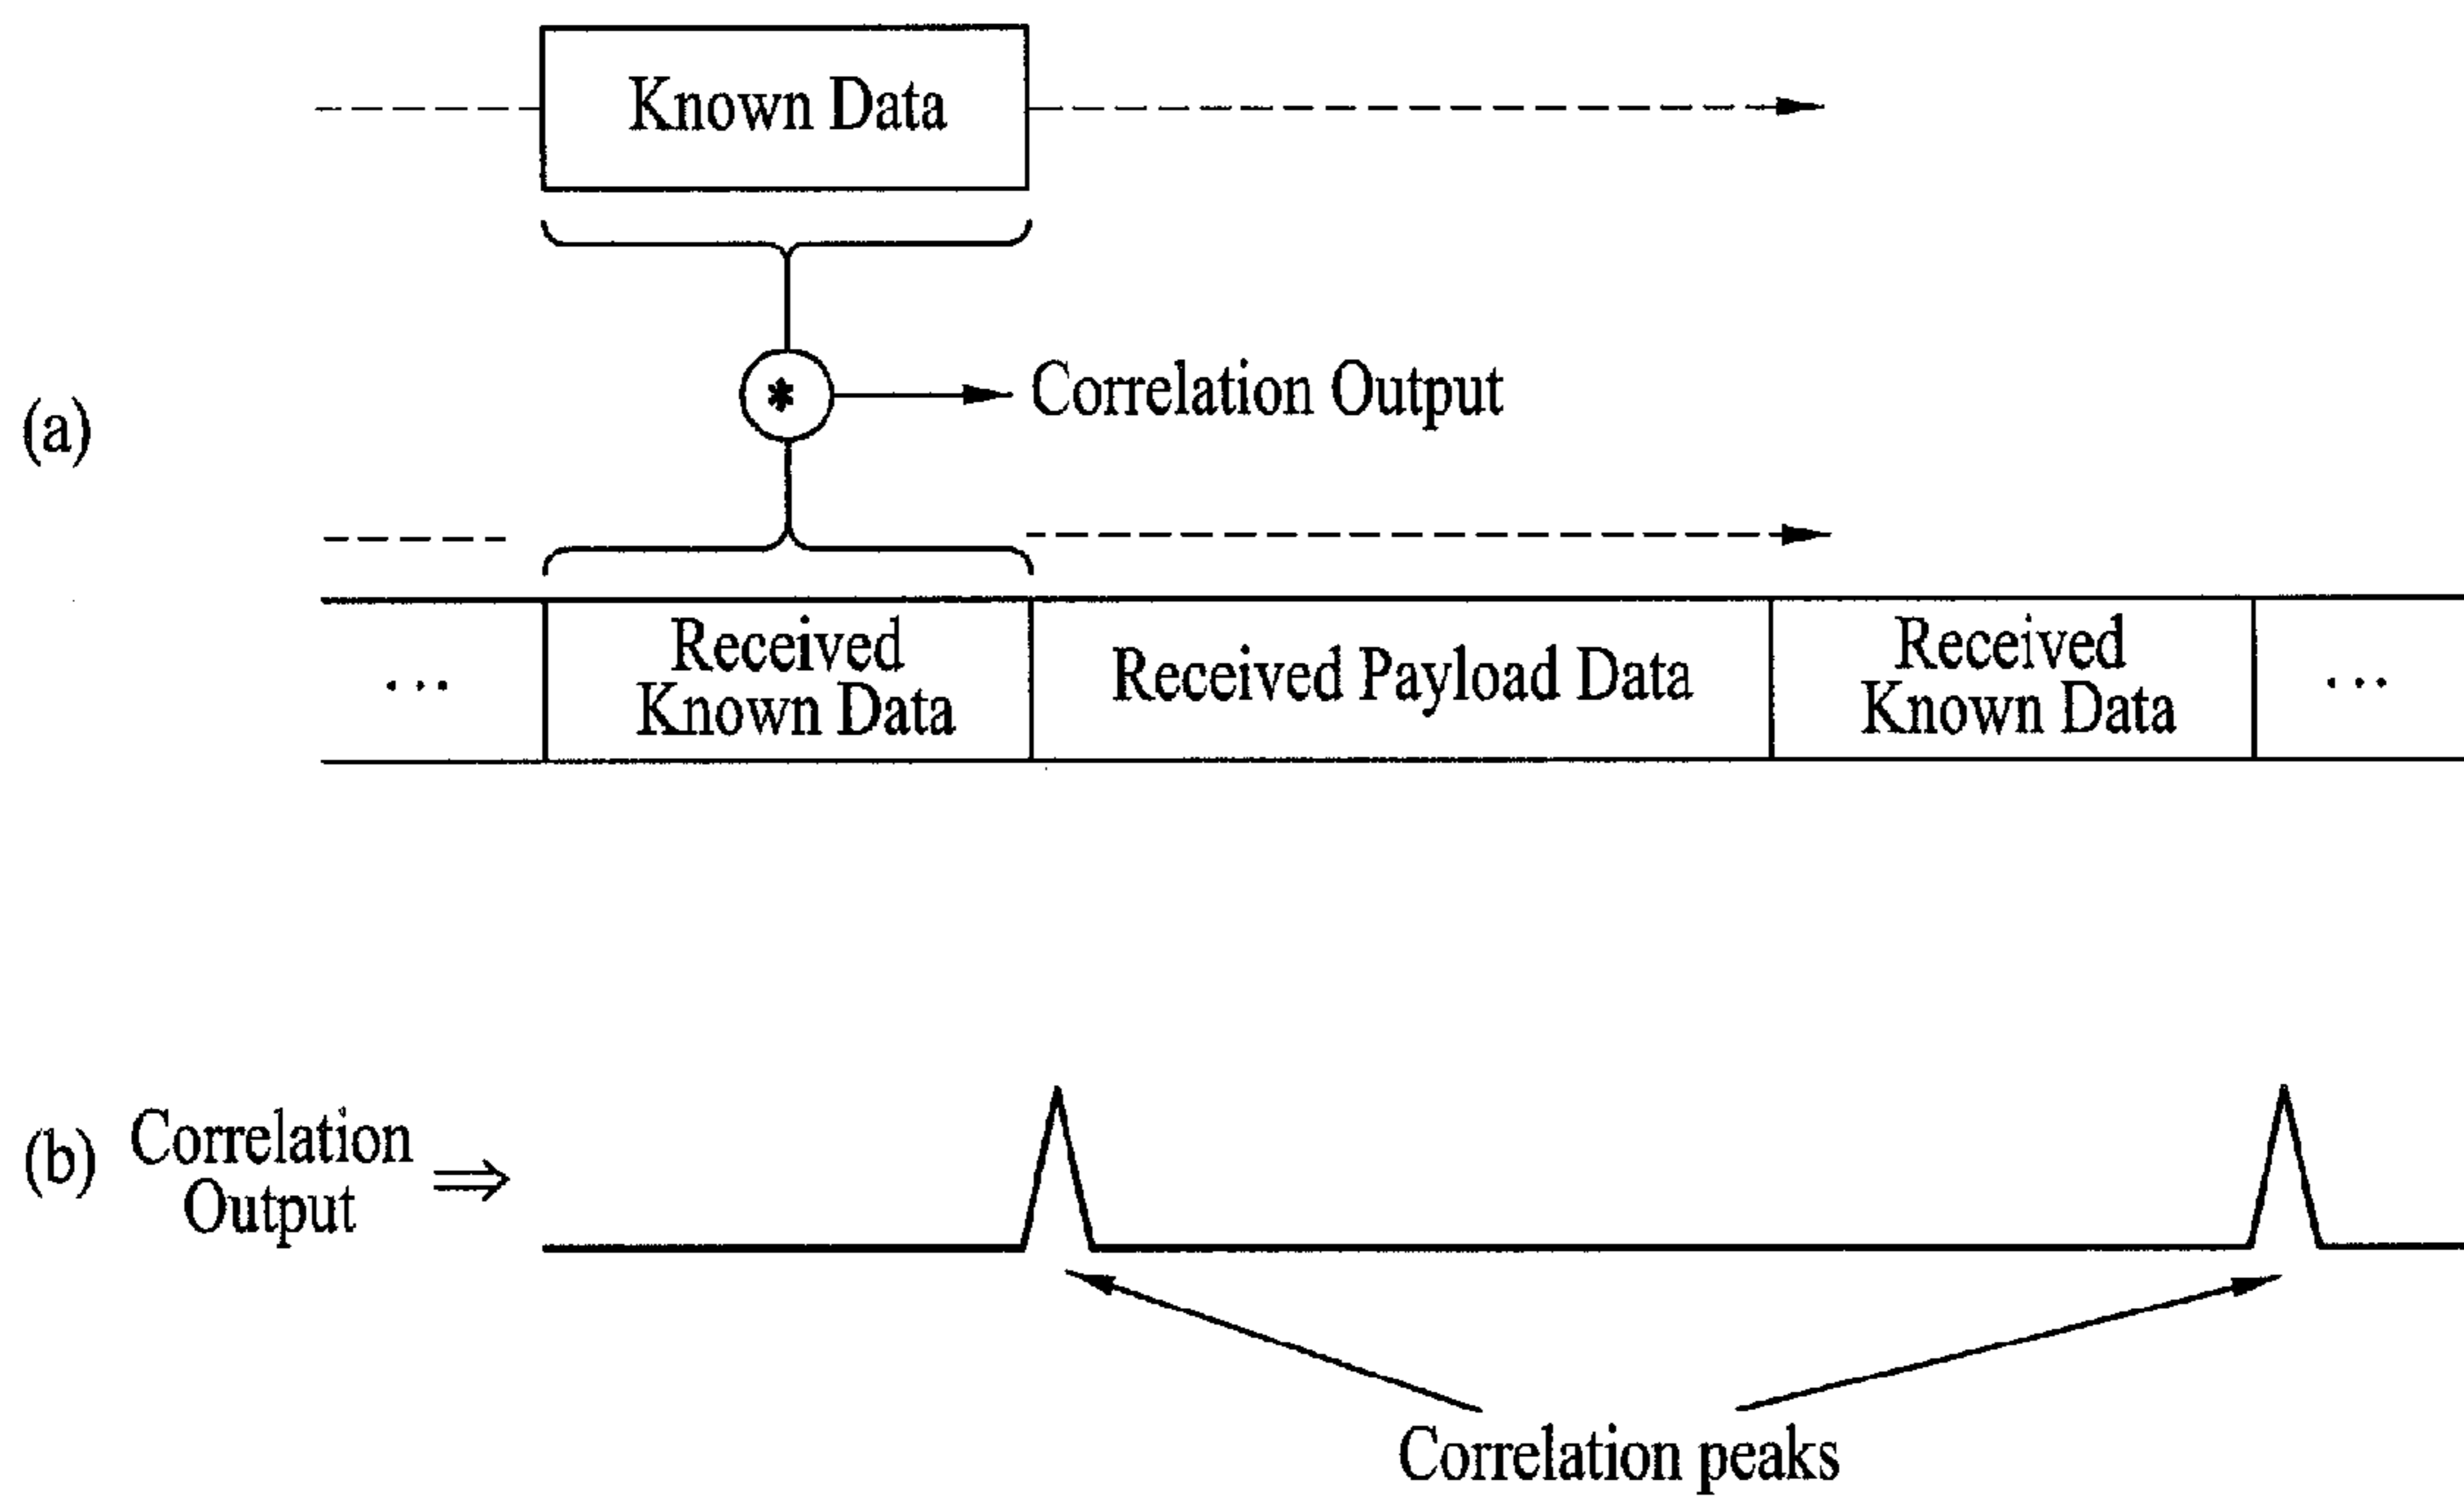 Known Data
*
Correlation Output
(a)
...
Received
Known Data
Received Payload Data
Received
Known Data
...
(b)
Correlation
Output
Correlation peaks